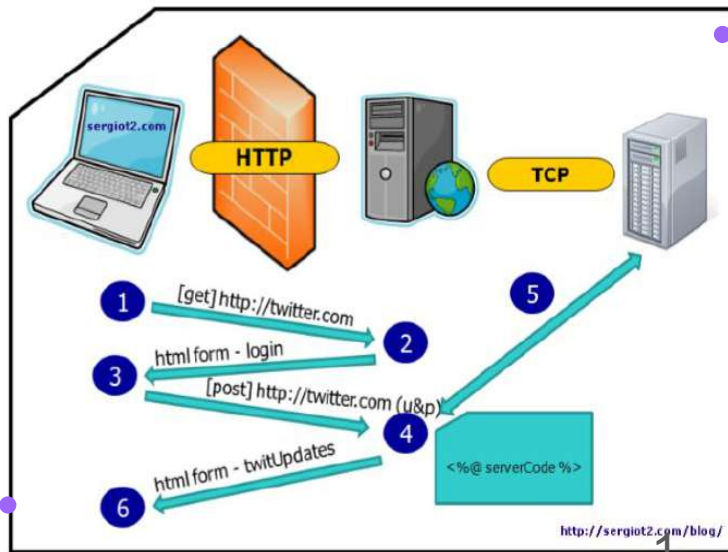 sergiot2.com
HTTP
TCP
1
[get] http://twitter.com
2
5
html form - login
3
[post] http://twitter.com (u&p)
4
<%@ serverCode %>
html form - twitUpdates
6
http://sergiot2.com/blog/
1